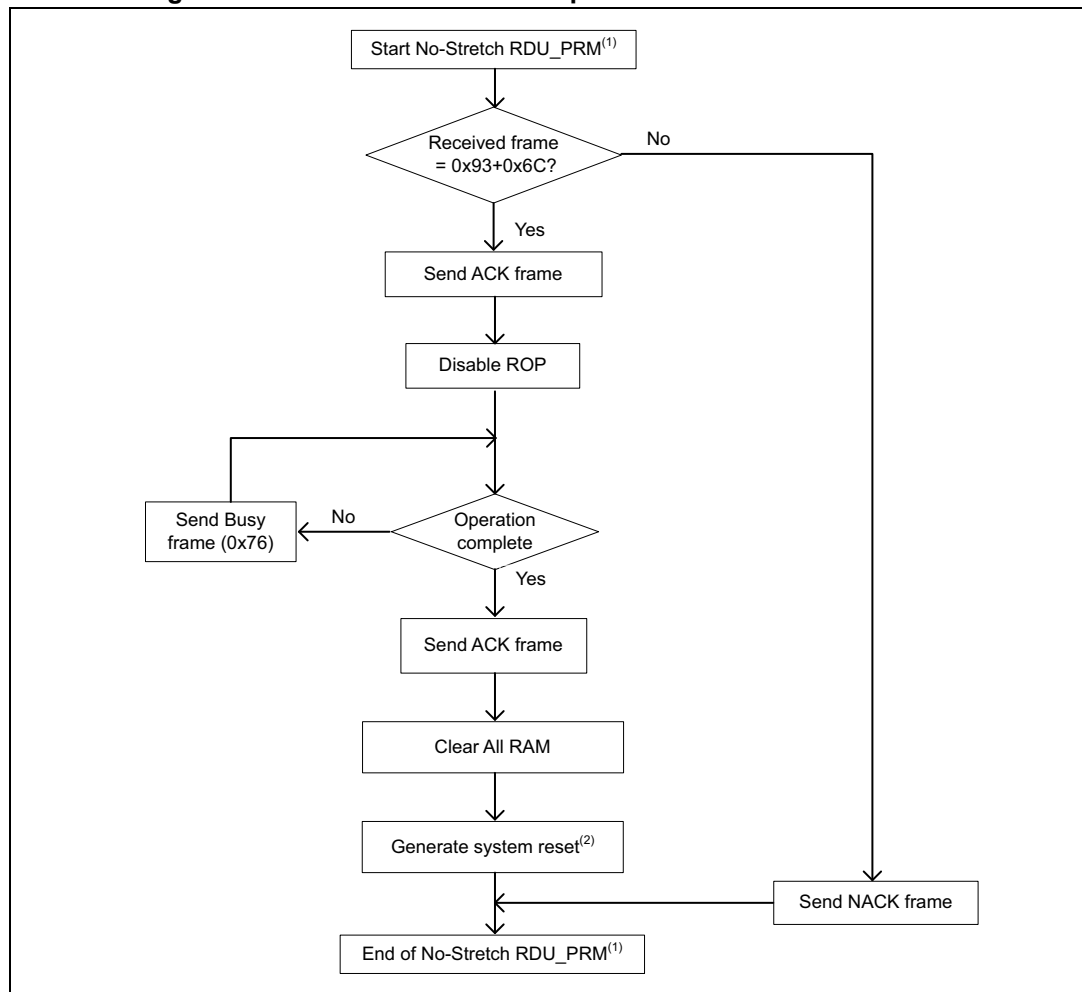 Start No-Stretch RDU_PRM(1)
Received frame
= 0x93+0x6C?
No
Yes
Send ACK frame
Disable ROP
Send Busy
frame (0x76)
No
Operation
complete
Yes
Send ACK frame
Clear All RAM
Generate system reset(2)
Send NACK frame
End of No-Stretch RDU_PRM(1)